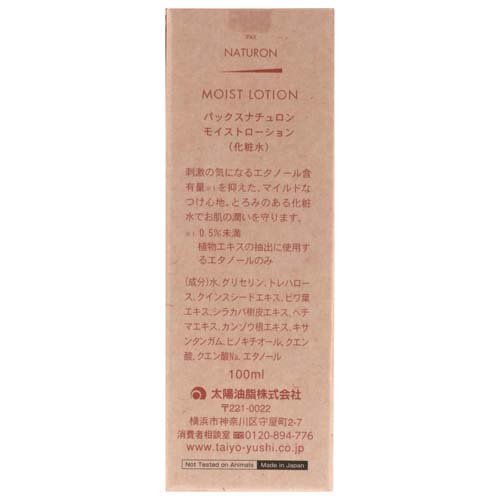 PAX
NATURON
MOIST LOTION
パックスナチュロン
モイストローション
（化粧水）
刺激の気になるエタノール含
有量※1を抑えた、マイルドな
つけ心地。とろみのある化粧
水でお肌の潤いを守ります。
※1 0.5%未満
植物エキスの抽出に使用す
るエタノールのみ
（成分）水、グリセリン、トレハロー
ス、クインスシードエキス、ビワ葉
エキス、シラカバ樹皮エキス、ヘチ
マエキス、カンゾウ根エキス、キサ
ンタンガム、ヒノキチオール、クエン
酸、クエン酸Na、エタノール
100ml
太陽油脂株式会社
〒221-0022
横浜市神奈川区守屋町2-7
消費者相談室 0120-894-776
www.taiyo-yushi.co.jp
Not Tested on Animals Made in Japan